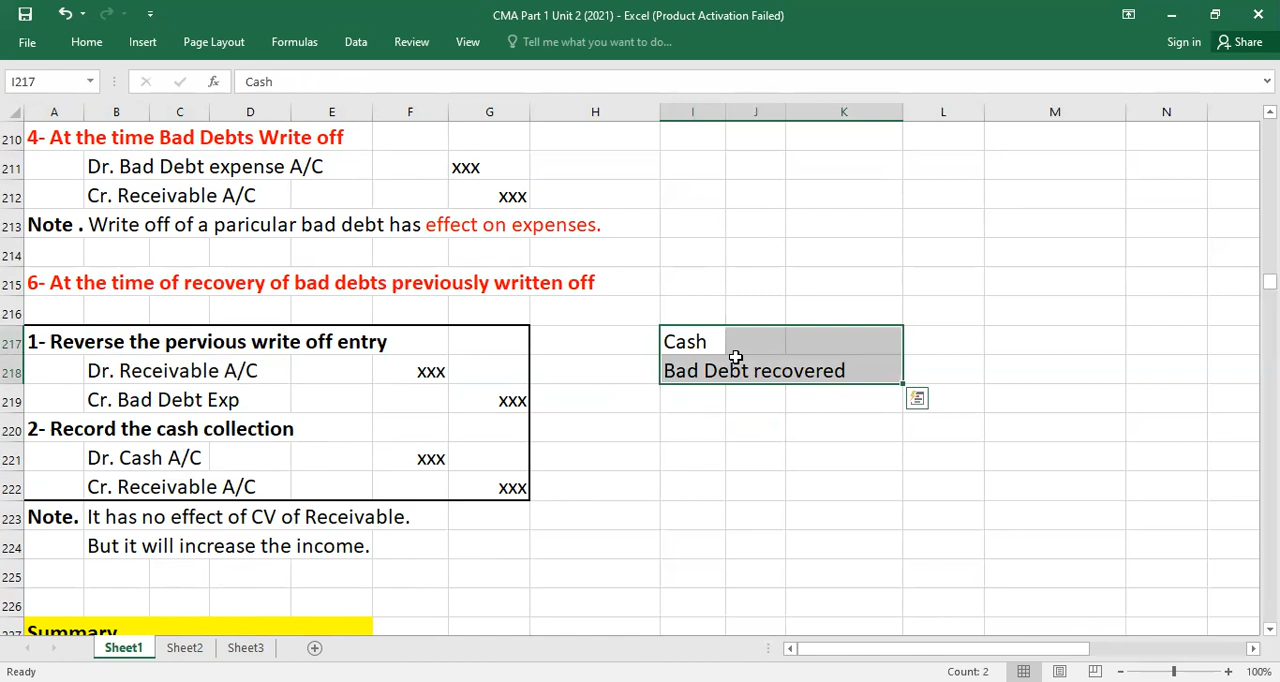 CMA Part 1 Unit 2 (2021) - Excel (Product Activation Failed)
File Home Insert Page Layout Formulas Data Review View Tell me what you want to do... Sign in Share
I217 fx Cash
A B C D E F G H I J K L M N
210 4- At the time Bad Debts Write off
211 Dr. Bad Debt expense A/C xxx
212 Cr. Receivable A/C xxx
213 Note . Write off of a paricular bad debt has effect on expenses.
214
215 6- At the time of recovery of bad debts previously written off
216
217 1- Reverse the pervious write off entry Cash
218 Dr. Receivable A/C xxx Bad Debt recovered
219 Cr. Bad Debt Exp xxx
220 2- Record the cash collection
221 Dr. Cash A/C xxx
222 Cr. Receivable A/C xxx
223 Note. It has no effect of CV of Receivable.
224 But it will increase the income.
225
226
227 Summary
Sheet1 Sheet2 Sheet3
Ready Count: 2 100%